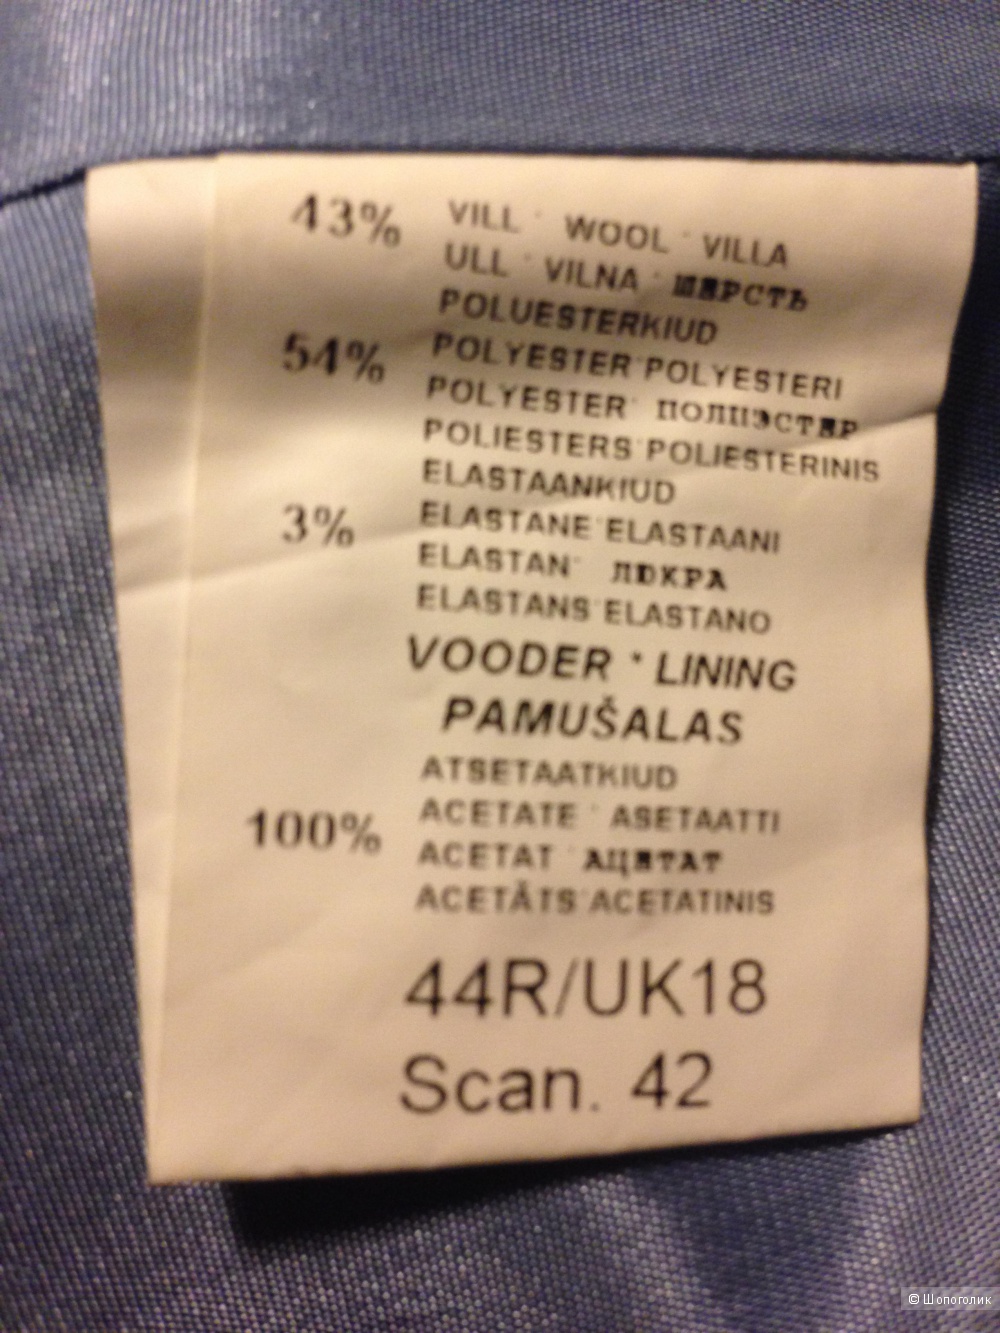 43% VILL * WOOL * VILLA
ULL * VILNA * ШЕРСТЬ
POLUESTERKIUD
54% POLYESTER*POLYESTERI
POLYESTER* ПОЛИЭСТЕР
POLIESTERS*POLIESTERINIS
ELASTAANKIUD
3% ELASTANE*ELASTAANI
ELASTAN* ЛЮКРА
ELASTANS*ELASTANO
VOODER * LINING
PAMUŠALAS
ATSETAATKIUD
100% ACETATE * ASETAATTI
ACETAT * АЦЕТАТ
ACETĀTS*ACETATINIS
44R/UK18
Scan. 42
© Шопоголик